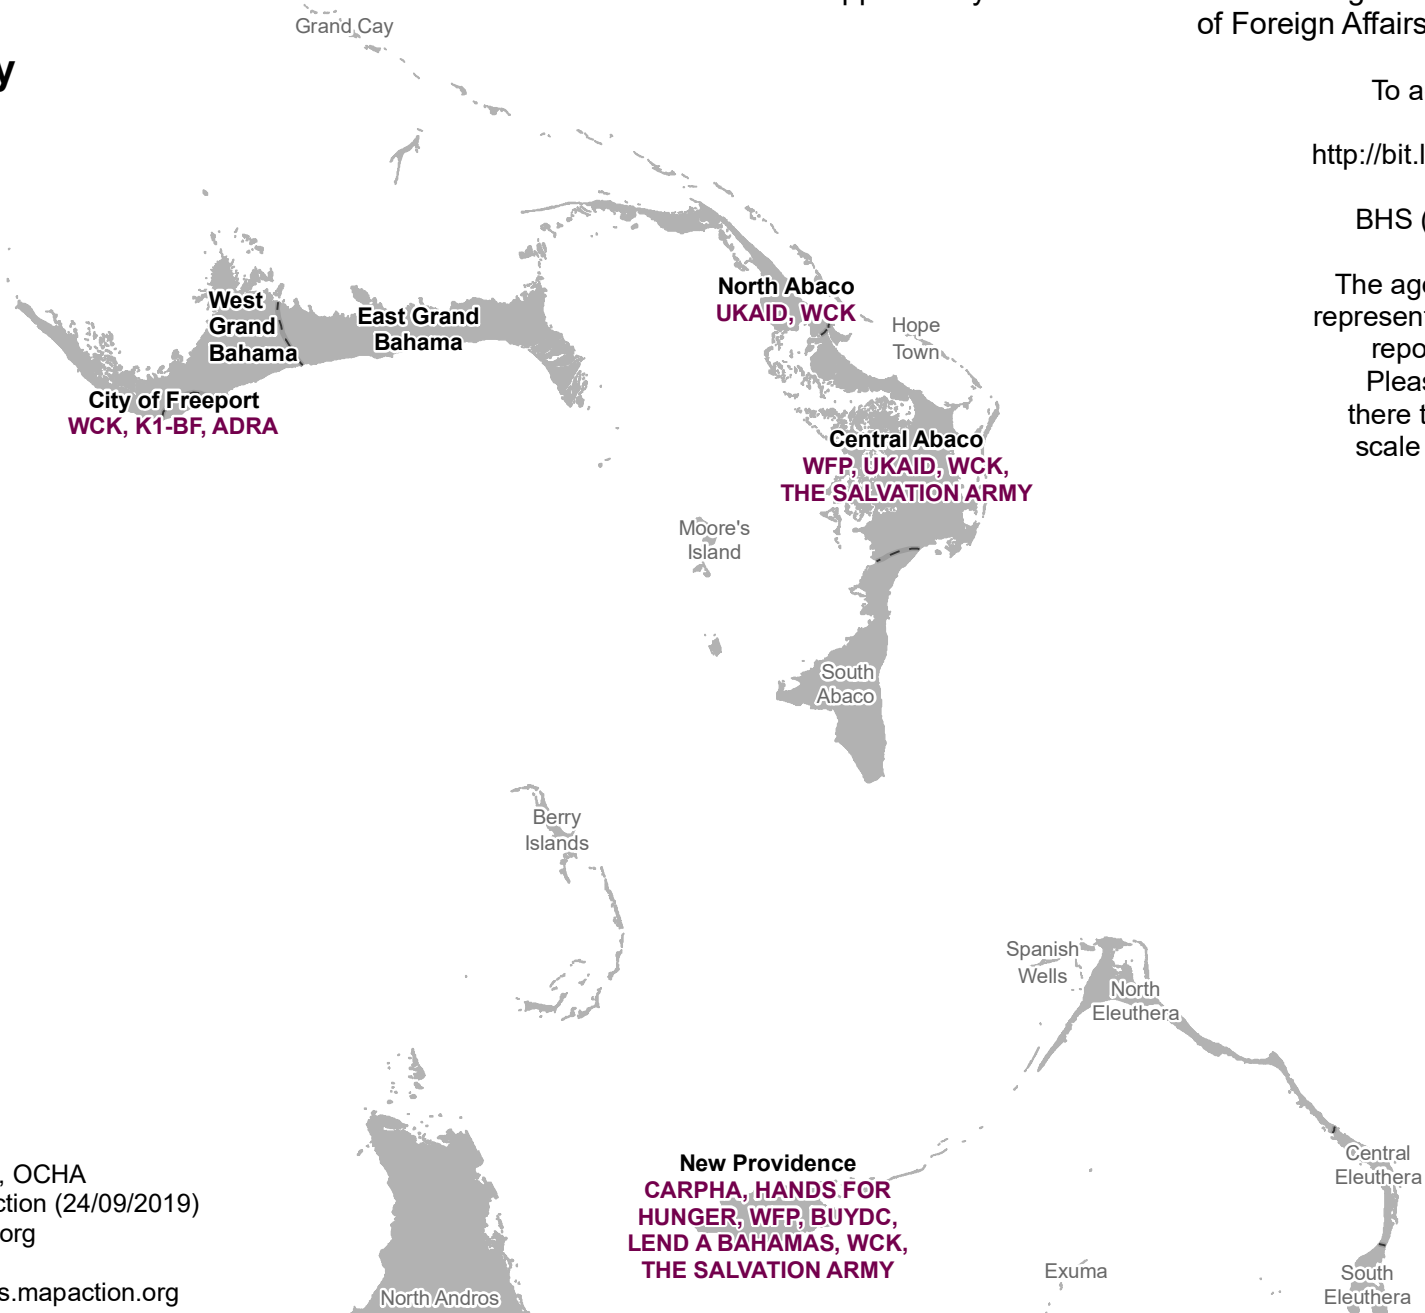 of Foreign Affairs
To a
http://bit.l
BHS (
The age
represent
repo
Pleas
there t
scale
y
Grand Cay
West
Grand
Bahama
East Grand
Bahama
City of Freeport
WCK, K1-BF, ADRA
North Abaco
UKAID, WCK
Hope
Town
Central Abaco
WFP, UKAID, WCK,
THE SALVATION ARMY
Moore's
Island
South
Abaco
Berry
Islands
Spanish
Wells
North
Eleuthera
Central
Eleuthera
South
Eleuthera
New Providence
CARPHA, HANDS FOR
HUNGER, WFP, BUYDC,
LEND A BAHAMAS, WCK,
THE SALVATION ARMY
Exuma
North Andros
, OCHA
ction (24/09/2019)
org
s.mapaction.org